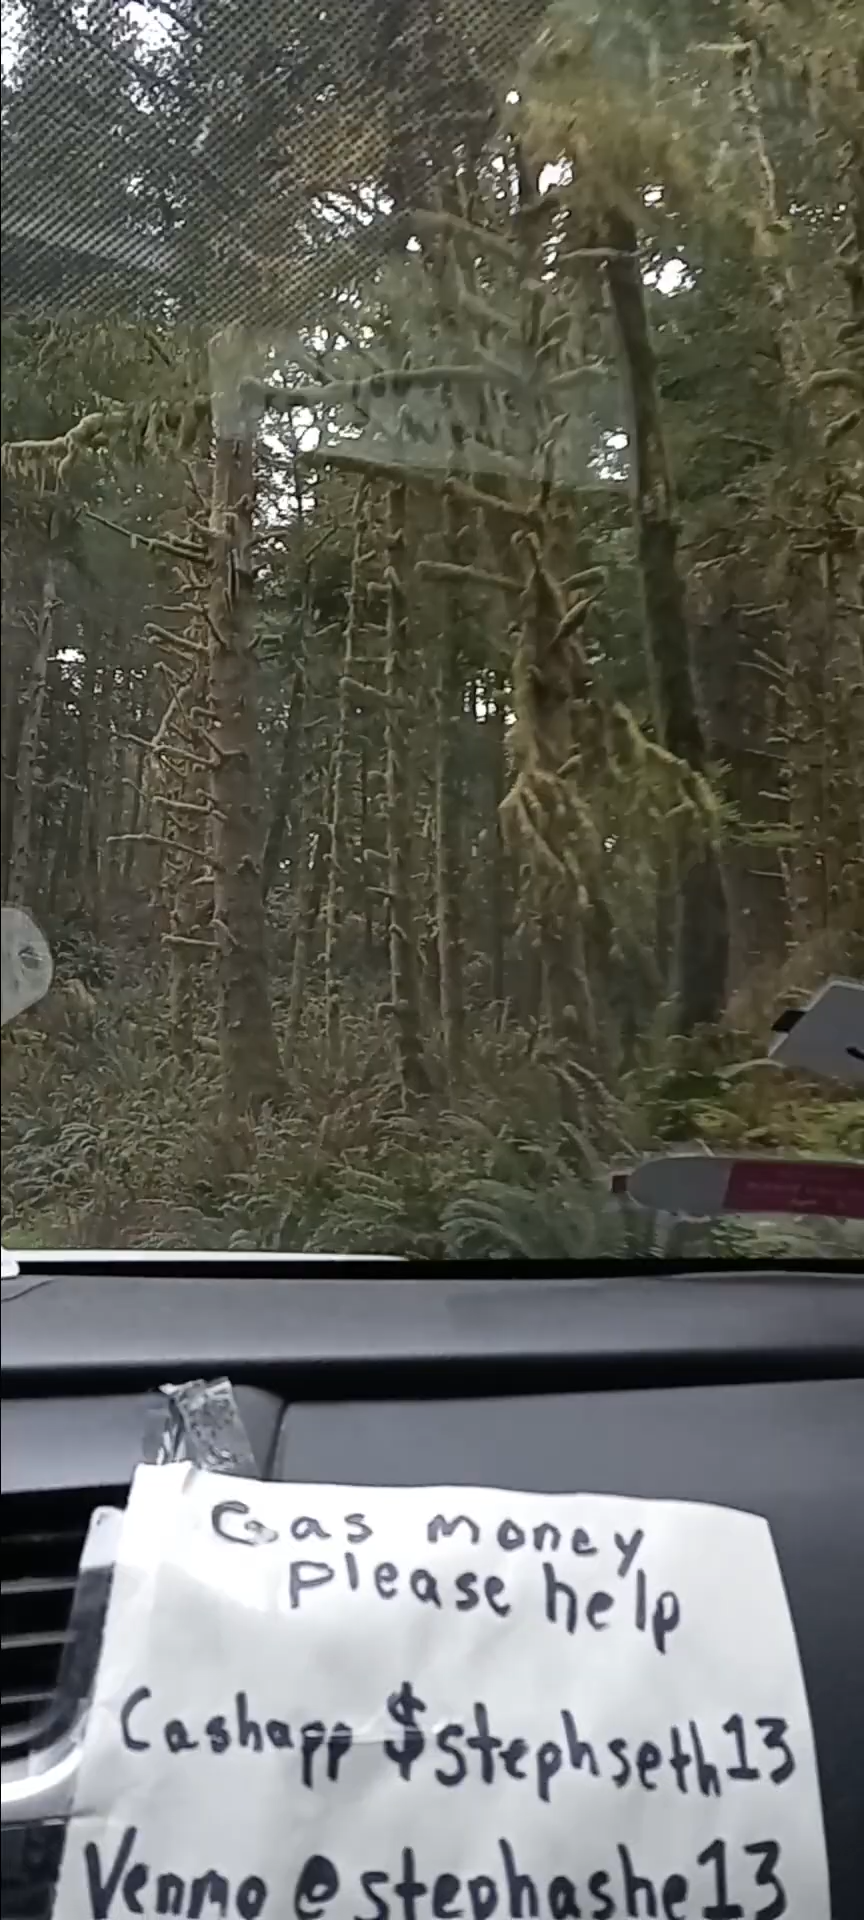 Gas money
please help
Cashapp $stephseth13
Venmo @stephashe13